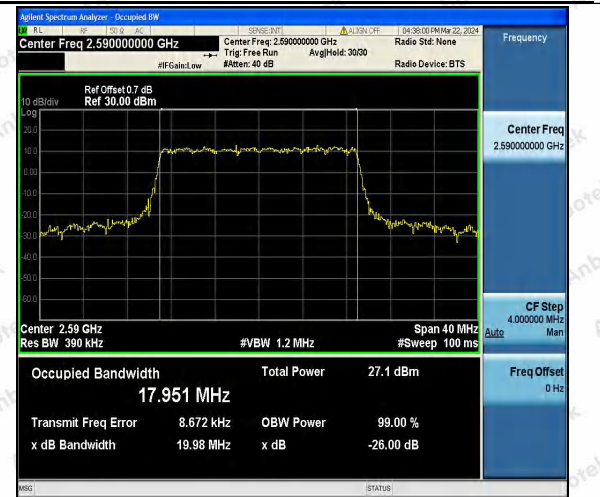 Agilent Spectrum Analyzer - Occupied BW
RL RF 50 Ω AC SENSE:INT ALIGN OFF 04:36:00 PM Mar 22, 2024
Center Freq 2.590000000 GHz
Center Freq: 2.590000000 GHz
Radio Std: None
Trig: Free Run Avg|Hold: 30/30
#IFGain:Low
#Atten: 40 dB
Radio Device: BTS
Frequency
Ref Offset 0.7 dB
10 dB/div Ref 30.00 dBm
Log
20.0
10.0
0.00
-10.0
-20.0
-30.0
-40.0
-50.0
-60.0
Center Freq
2.590000000 GHz
Center 2.59 GHz Span 40 MHz
Res BW 390 kHz #VBW 1.2 MHz #Sweep 100 ms
CF Step
4.000000 MHz
Auto Man
Occupied Bandwidth Total Power 27.1 dBm
17.951 MHz
Transmit Freq Error 8.672 kHz OBW Power 99.00 %
x dB Bandwidth 19.98 MHz x dB -26.00 dB
Freq Offset
0 Hz
MSG STATUS